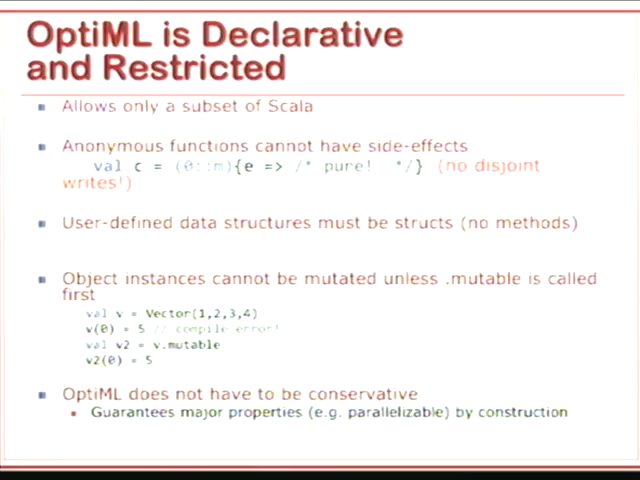 OptiML is Declarative
and Restricted
Allows only a subset of Scala
Anonymous functions cannot have side-effects
val c = (0::m){e => /* pure! */} (no disjoint
writes!)
User-defined data structures must be structs (no methods)
Object instances cannot be mutated unless .mutable is called
first
val v = Vector(1,2,3,4)
v(0) = 5 // compile error!
val v2 = v.mutable
v2(0) = 5
OptiML does not have to be conservative
Guarantees major properties (e.g. parallelizable) by construction